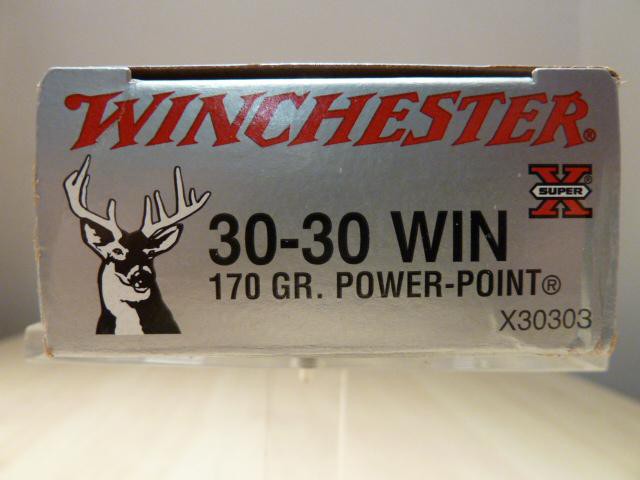 WINCHESTER®
X®
SUPER
30-30 WIN
170 GR. POWER-POINT®
X30303